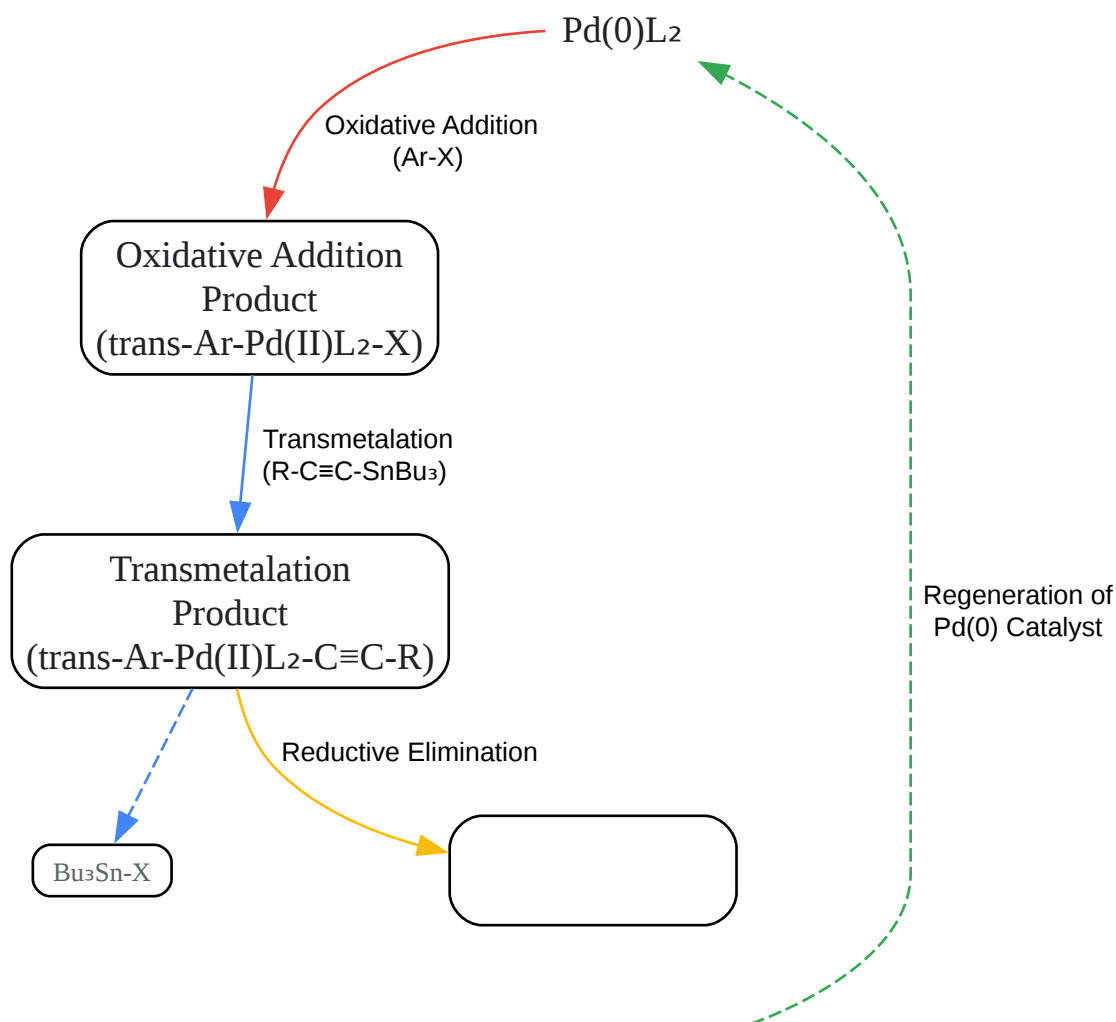 Pd(0)L₂
Oxidative Addition
(Ar-X)
Oxidative Addition
Product
(trans-Ar-Pd(II)L₂-X)
Transmetalation
(R-C≡C-SnBu₃)
Transmetalation
Product
(trans-Ar-Pd(II)L₂-C≡C-R)
Regeneration of
Pd(0) Catalyst
Reductive Elimination
Bu₃Sn-X